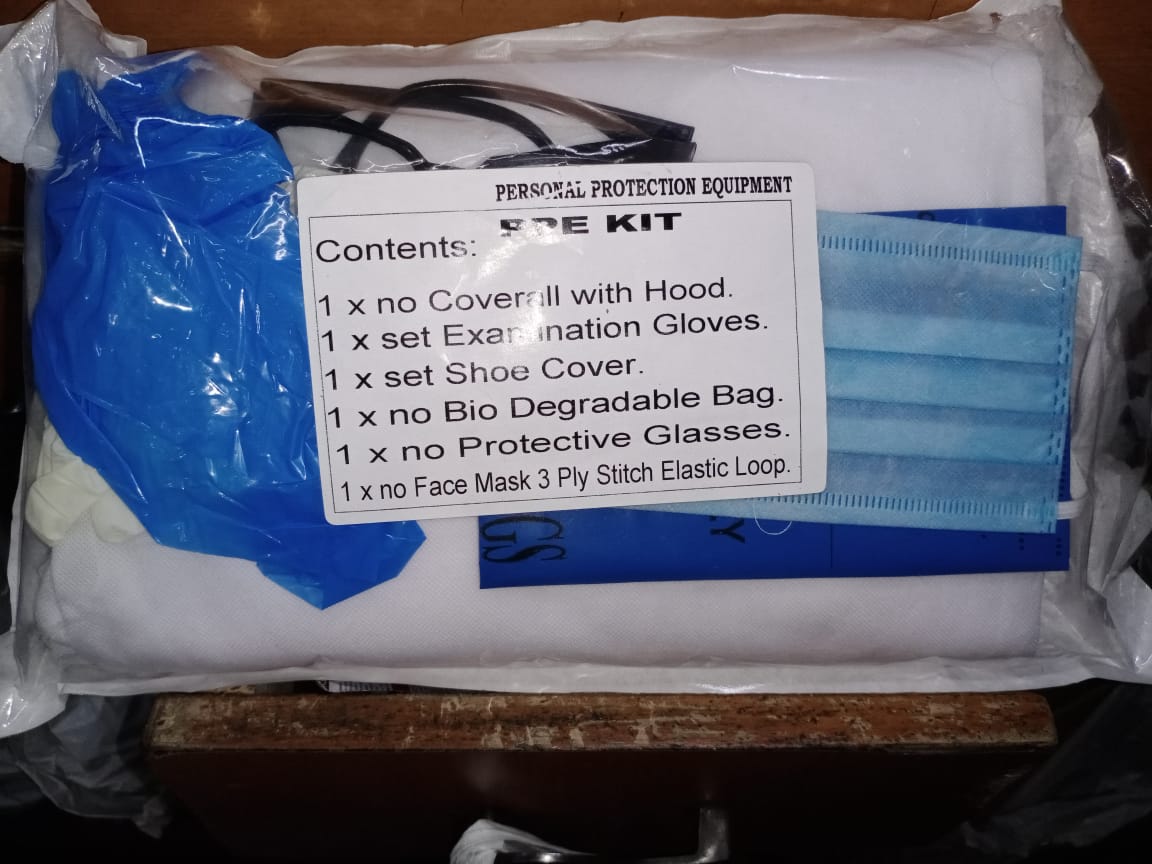 PERSONAL PROTECTION EQUIPMENT
PPE KIT
Contents:
1 x no Coverall with Hood.
1 x set Examination Gloves.
1 x set Shoe Cover.
1 x no Bio Degradable Bag.
1 x no Protective Glasses.
1 x no Face Mask 3 Ply Stitch Elastic Loop.
GS